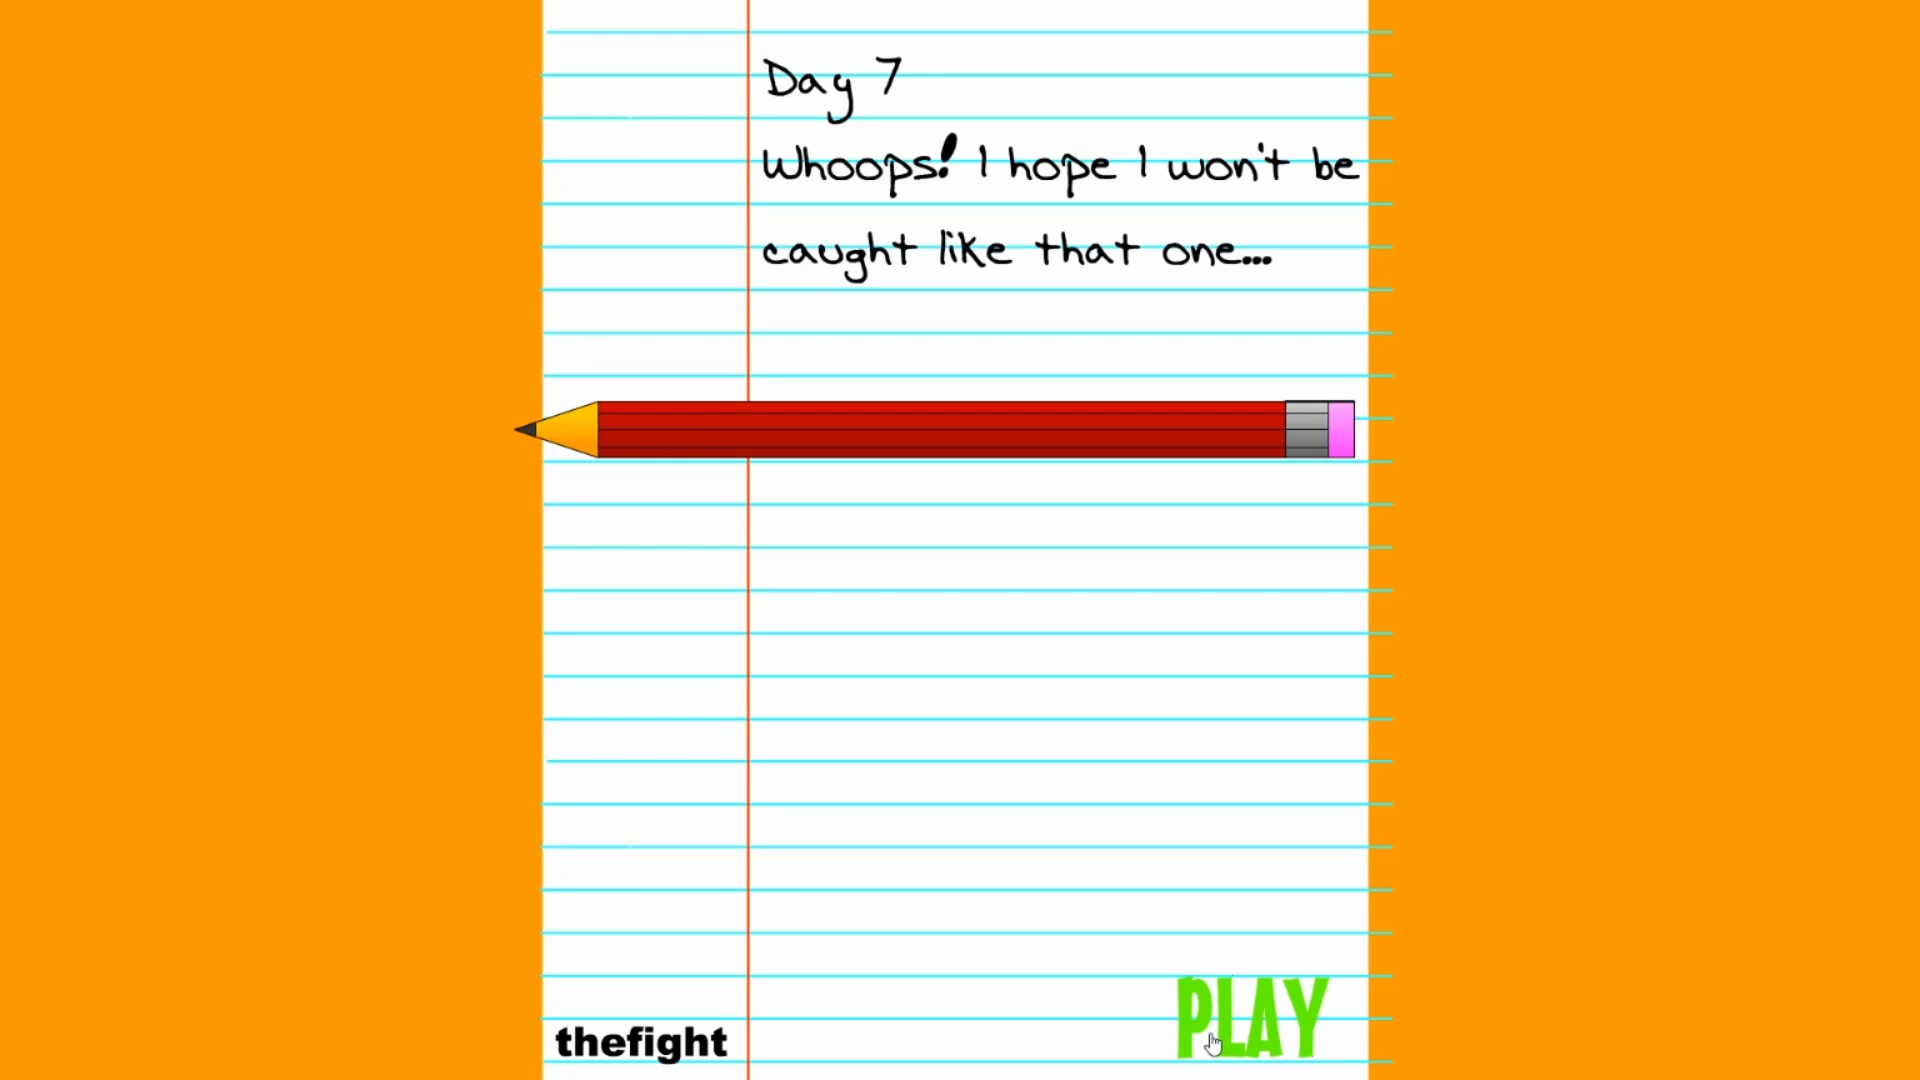 Day 7
Whoops! I hope I won't be
caught like that one...
thefight
PLAY